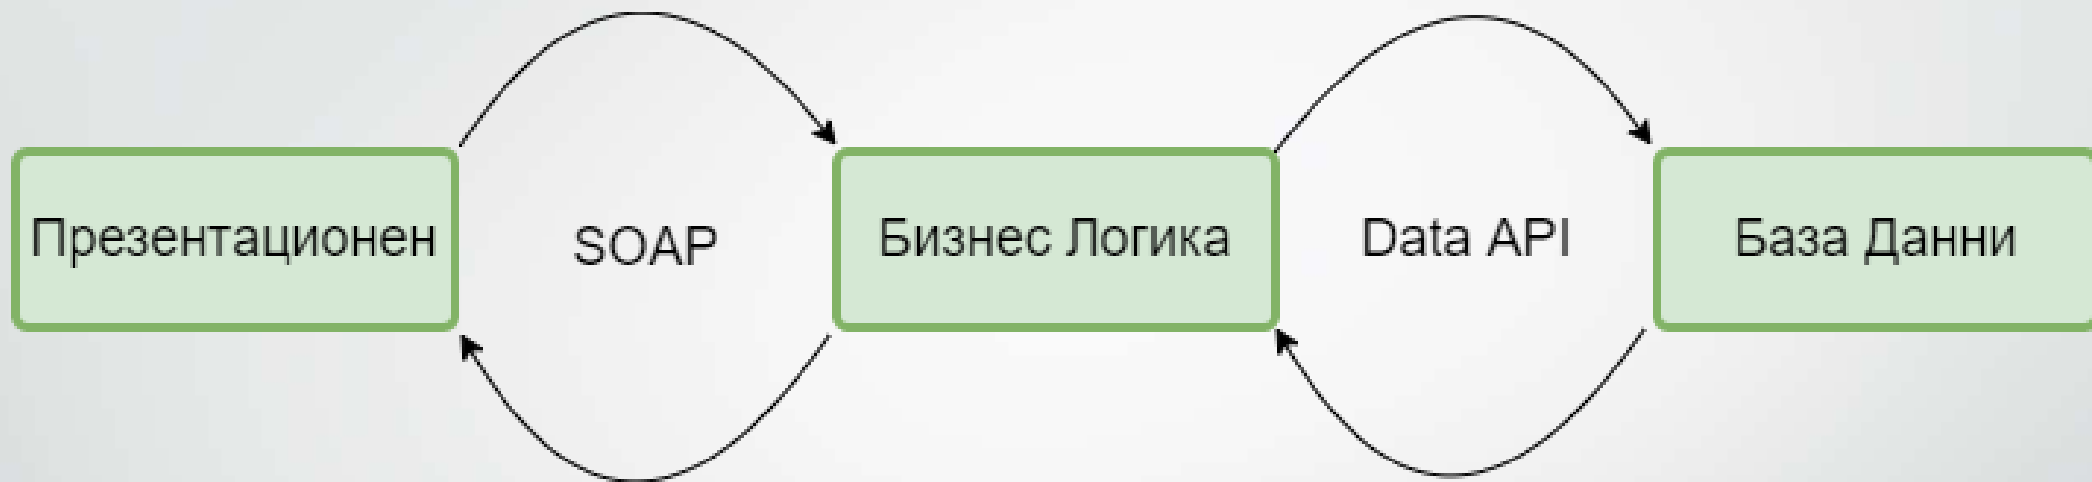 Презентационен
SOAP
Бизнес Логика
Data API
База Данни